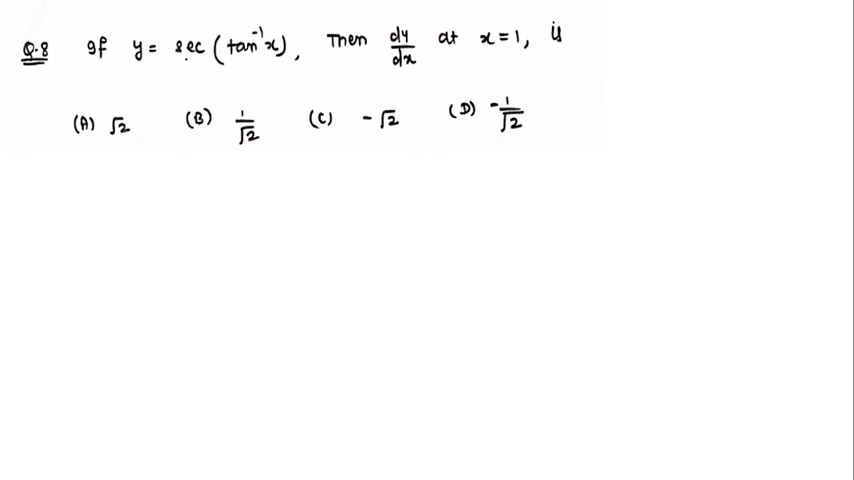 Q.8 If y = sec(tan⁻¹x), Then dy/dx at x=1, is
(A) √2 (B) 1/√2 (C) -√2 (D) -1/√2